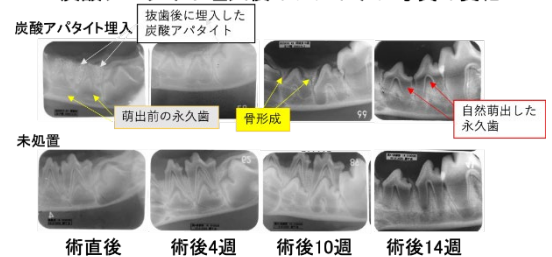 抜歯後に埋入した
炭酸アパタイト
炭酸アパタイト埋入
萌出前の永久歯
骨形成
自然萌出した
永久歯
未処置
術直後
術後4週
術後10週
術後14週